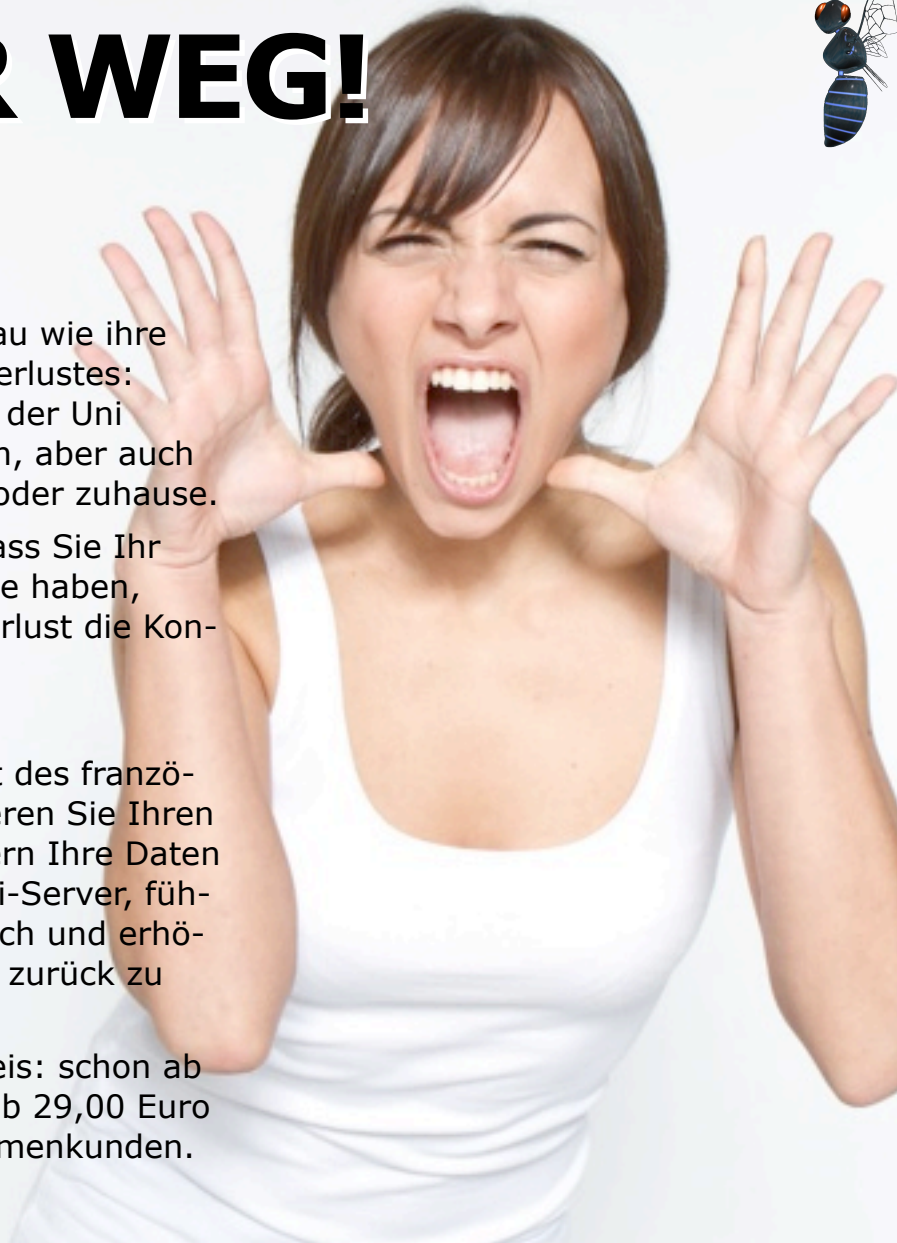 R WEG!
au wie ihre
erlustes:
der Uni
n, aber auch
oder zuhause.
ass Sie Ihr
e haben,
rlust die Kon-
t des franzö-
eren Sie Ihren
ern Ihre Daten
i-Server, füh-
ch und erhö-
zurück zu
eis: schon ab
b 29,00 Euro
menkunden.